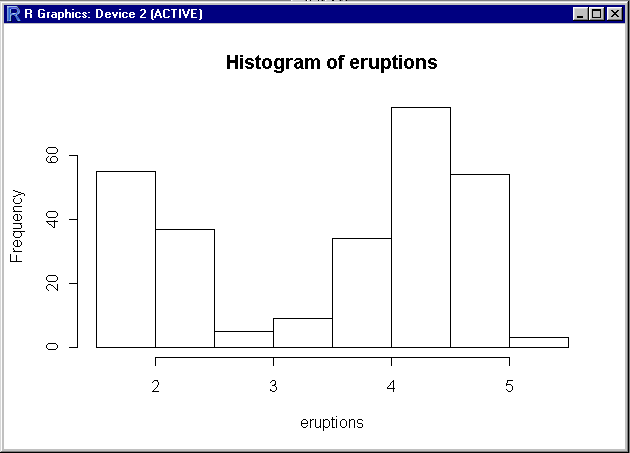 R Graphics: Device 2 (ACTIVE)
Histogram of eruptions
Frequency
60
40
20
0
2 3 4 5
eruptions